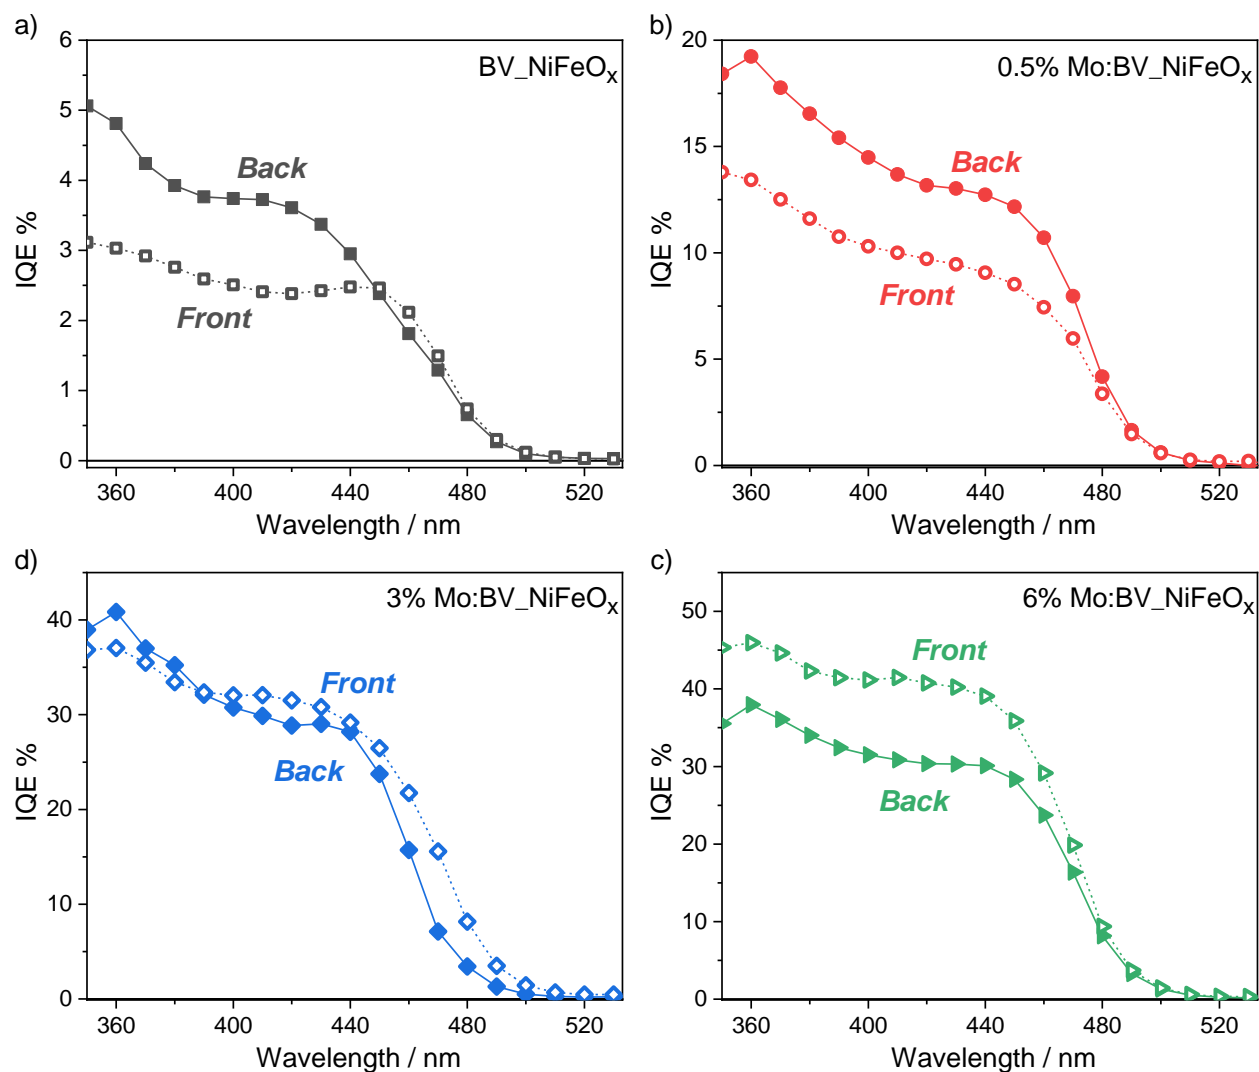 a)
BV_NiFeOx
6
5
4
3
2
1
0
IQE %
Back
Front
360 400 440 480 520
Wavelength / nm
b)
0.5% Mo:BV_NiFeOx
20
15
10
5
0
IQE %
Back
Front
360 400 440 480 520
Wavelength / nm
d)
3% Mo:BV_NiFeOx
40
30
20
10
0
IQE %
Front
Back
360 400 440 480 520
Wavelength / nm
c)
6% Mo:BV_NiFeOx
50
40
30
20
10
0
IQE %
Front
Back
360 400 440 480 520
Wavelength / nm